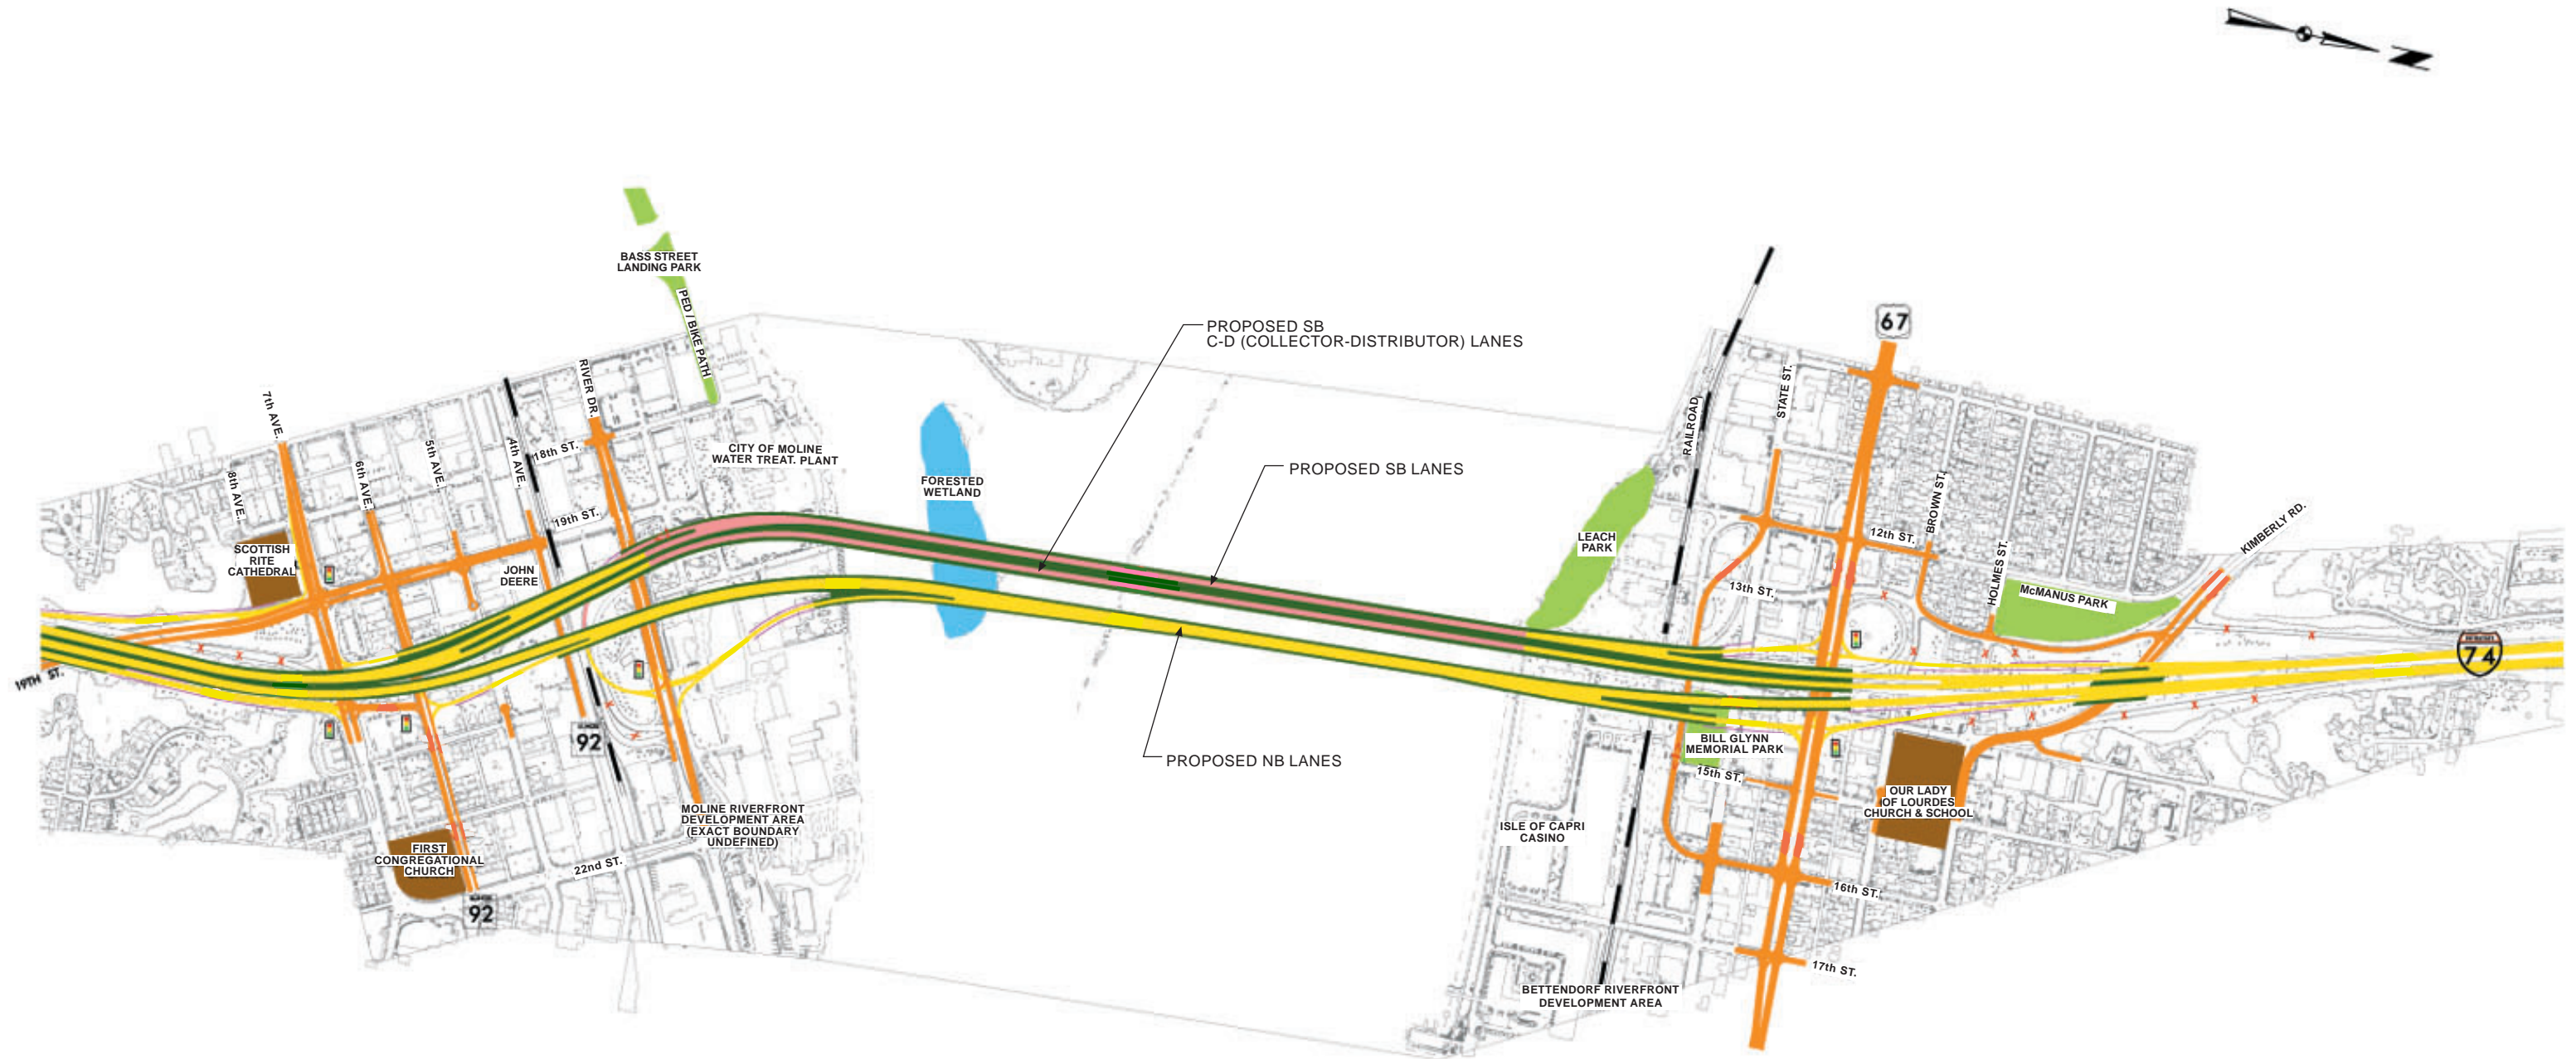 N
BASS STREET
LANDING PARK
PED / BIKE PATH
PROPOSED SB
C-D (COLLECTOR-DISTRIBUTOR) LANES
PROPOSED SB LANES
PROPOSED NB LANES
7th AVE.
8th AVE.
6th AVE.
5th AVE.
4th AVE.
RIVER DR.
18th ST.
19th ST.
CITY OF MOLINE
WATER TREAT. PLANT
FORESTED
WETLAND
SCOTTISH
RITE
CATHEDRAL
JOHN
DEERE
19TH ST.
92
MOLINE RIVERFRONT
DEVELOPMENT AREA
(EXACT BOUNDARY
UNDEFINED)
FIRST
CONGREGATIONAL
CHURCH
22nd ST.
92
67
RAILROAD
STATE ST.
LEACH
PARK
12th ST.
BROWN ST.
HOLMES ST.
KIMBERLY RD.
13th ST.
McMANUS PARK
74
BILL GLYNN
MEMORIAL PARK
15th ST.
OUR LADY
OF LOURDES
CHURCH & SCHOOL
ISLE OF CAPRI
CASINO
16th ST.
17th ST.
BETTENDORF RIVERFRONT
DEVELOPMENT AREA